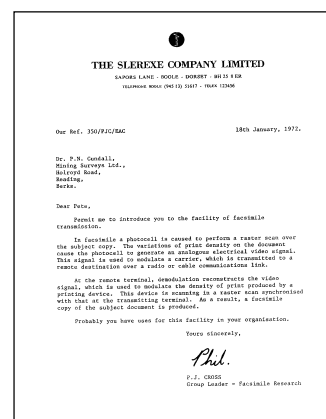 THE SLEREXE COMPANY LIMITED
SAPORS LANE - BOOLE - DORSET - BH 25 8 ER
TELEPHONE BOOLE (945 13) 51617 - TELEX 123456
Our Ref. 350/PJC/EAC 18th January, 1972.
Dr. P.N. Cundall,
Mining Surveys Ltd.,
Holroyd Road,
Reading,
Berks.
Dear Pete,
Permit me to introduce you to the facility of facsimile
transmission.
In facsimile a photocell is caused to perform a raster scan over
the subject copy. The variations of print density on the document
cause the photocell to generate an analogous electrical video signal.
This signal is used to modulate a carrier, which is transmitted to a
remote destination over a radio or cable communications link.
At the remote terminal, demodulation reconstructs the video
signal, which is used to modulate the density of print produced by a
printing device. This device is scanning in a raster scan synchronised
with that at the transmitting terminal. As a result, a facsimile
copy of the subject document is produced.
Probably you have uses for this facility in your organisation.
Yours sincerely,
Phil.
P.J. CROSS
Group Leader - Facsimile Research